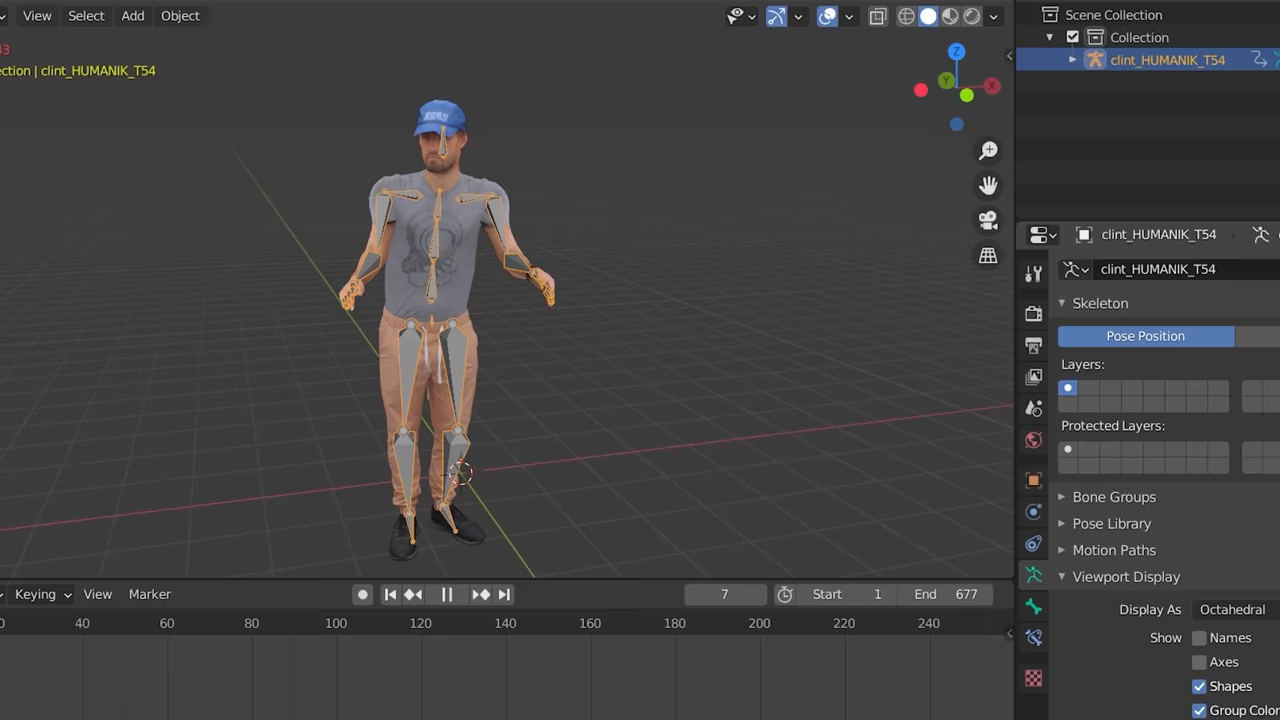 View Select Add Object
43
ection | clint_HUMANIK_T54
Z
Y
X
Scene Collection
Collection
clint_HUMANIK_T54
clint_HUMANIK_T54
clint_HUMANIK_T54
Skeleton
Pose Position
Layers:
Protected Layers:
Bone Groups
Pose Library
Motion Paths
Viewport Display
Display As Octahedral
Show Names
Axes
Shapes
Group Color
Keying View Marker
7 Start 1 End 677
0 40 60 80 100 120 140 160 180 200 220 240